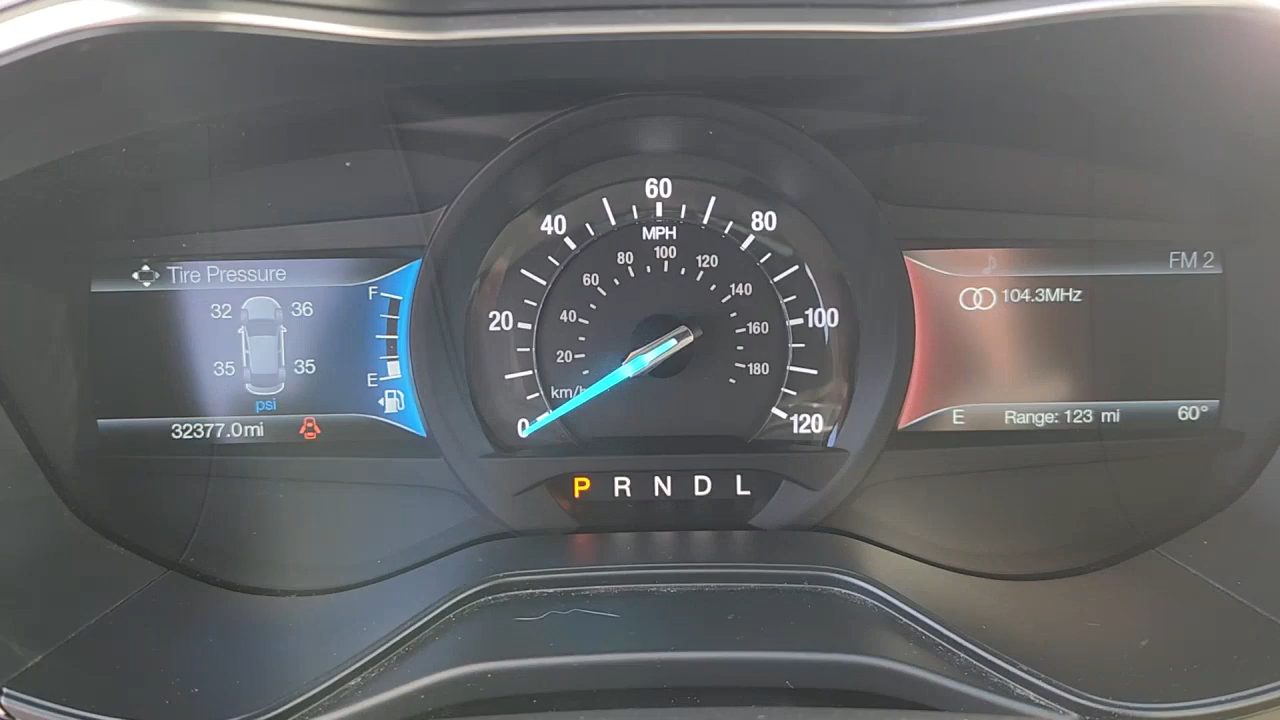 Tire Pressure
32 36
35 35
psi
F
E
32377.0mi
0 20 40 60 80 100 120
MPH
20 40 60 80 100 120 140 160 180
km/h
P R N D L
FM 2
104.3MHz
E Range: 123 mi 60°